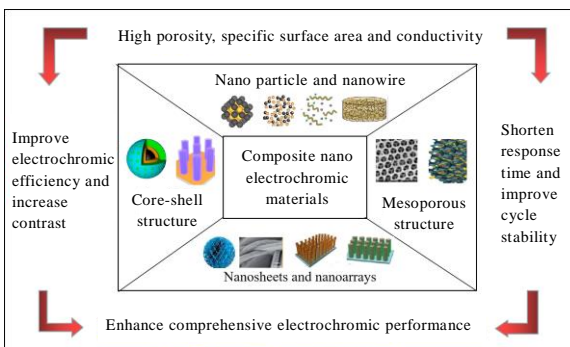 High porosity, specific surface area and conductivity
Nano particle and nanowire
Improve
electrochromic
efficiency and
increase
contrast
Core-shell
structure
Composite nano
electrochromic
materials
Mesoporous
structure
Shorten
response
time and
improve
cycle
stability
Nanosheets and nanoarrays
Enhance comprehensive electrochromic performance